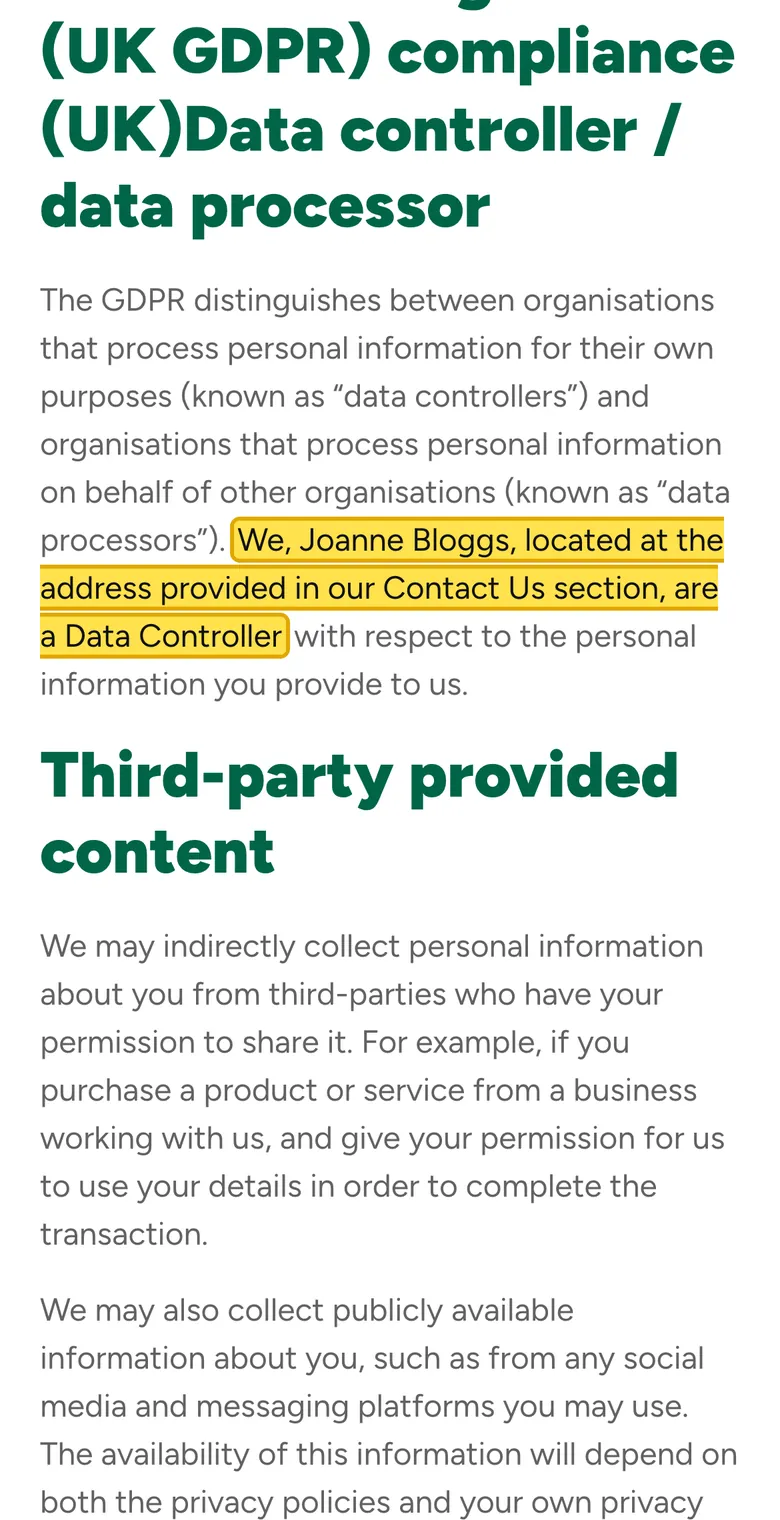 (UK GDPR) compliance
(UK)Data controller /
data processor
The GDPR distinguishes between organisations
that process personal information for their own
purposes (known as “data controllers”) and
organisations that process personal information
on behalf of other organisations (known as “data
processors”). We, Joanne Bloggs, located at the
address provided in our Contact Us section, are
a Data Controller with respect to the personal
information you provide to us.
Third-party provided
content
We may indirectly collect personal information
about you from third-parties who have your
permission to share it. For example, if you
purchase a product or service from a business
working with us, and give your permission for us
to use your details in order to complete the
transaction.
We may also collect publicly available
information about you, such as from any social
media and messaging platforms you may use.
The availability of this information will depend on
both the privacy policies and your own privacy